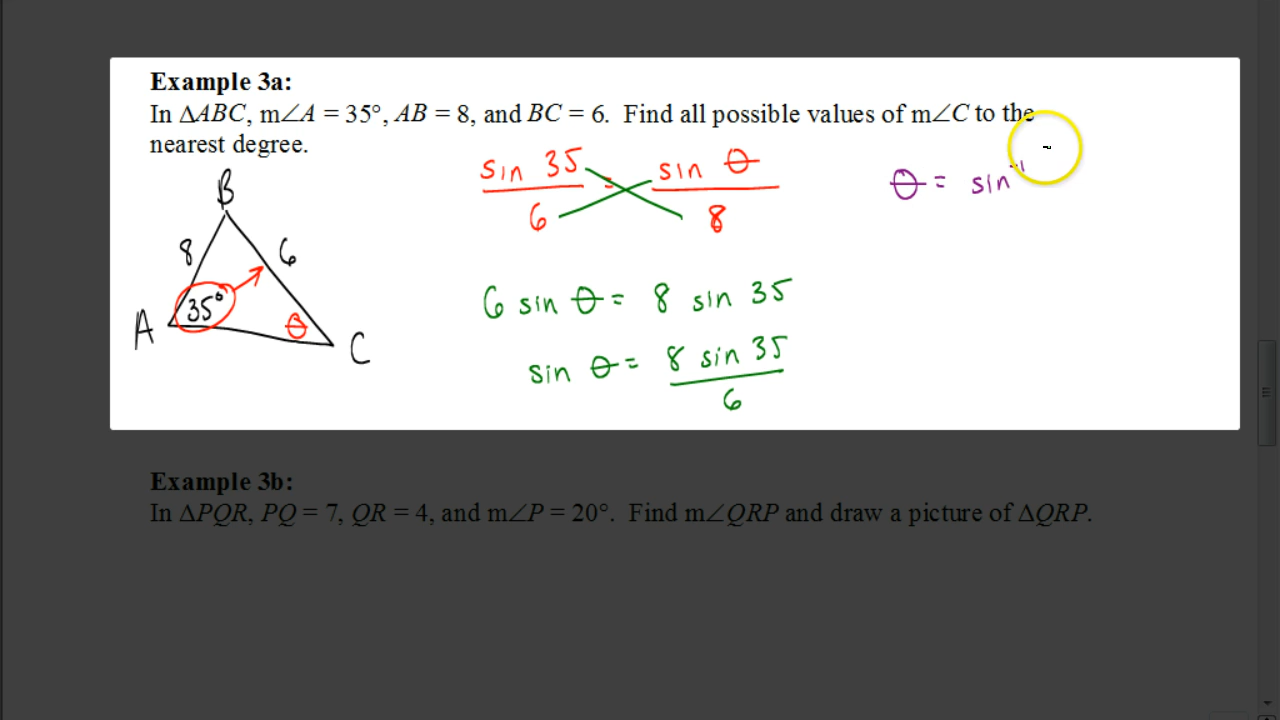 Example 3a:
In ΔABC, m∠A = 35°, AB = 8, and BC = 6. Find all possible values of m∠C to the
nearest degree.
B
8
6
35°
θ
A
C
sin 35 = sin θ
6 8
6 sin θ = 8 sin 35
sin θ = 8 sin 35
6
θ = sin⁻¹
Example 3b:
In ΔPQR, PQ = 7, QR = 4, and m∠P = 20°. Find m∠QRP and draw a picture of ΔQRP.